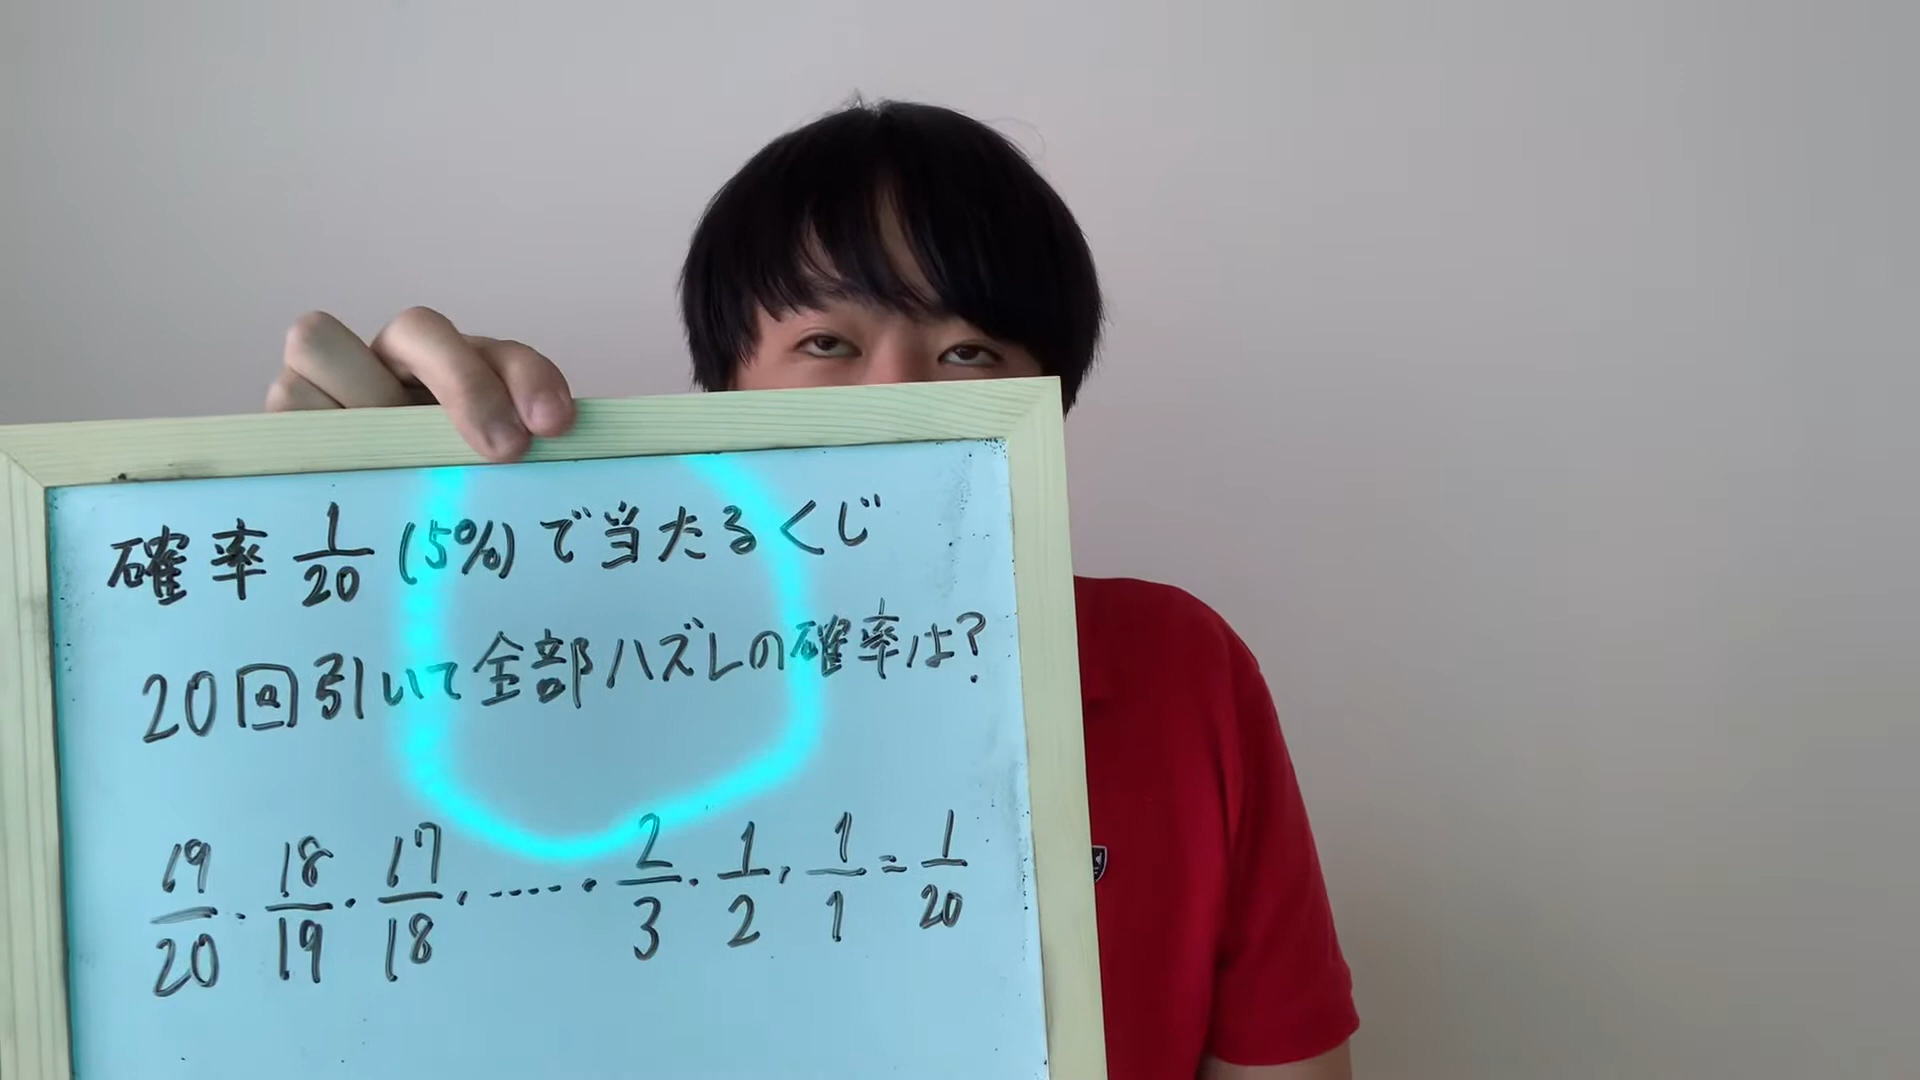 確率 1/20 (5%) で当たるくじ
20回引いて全部ハズレの確率は?
19/20・18/19・17/18・……・2/3・1/2・1/1=1/20